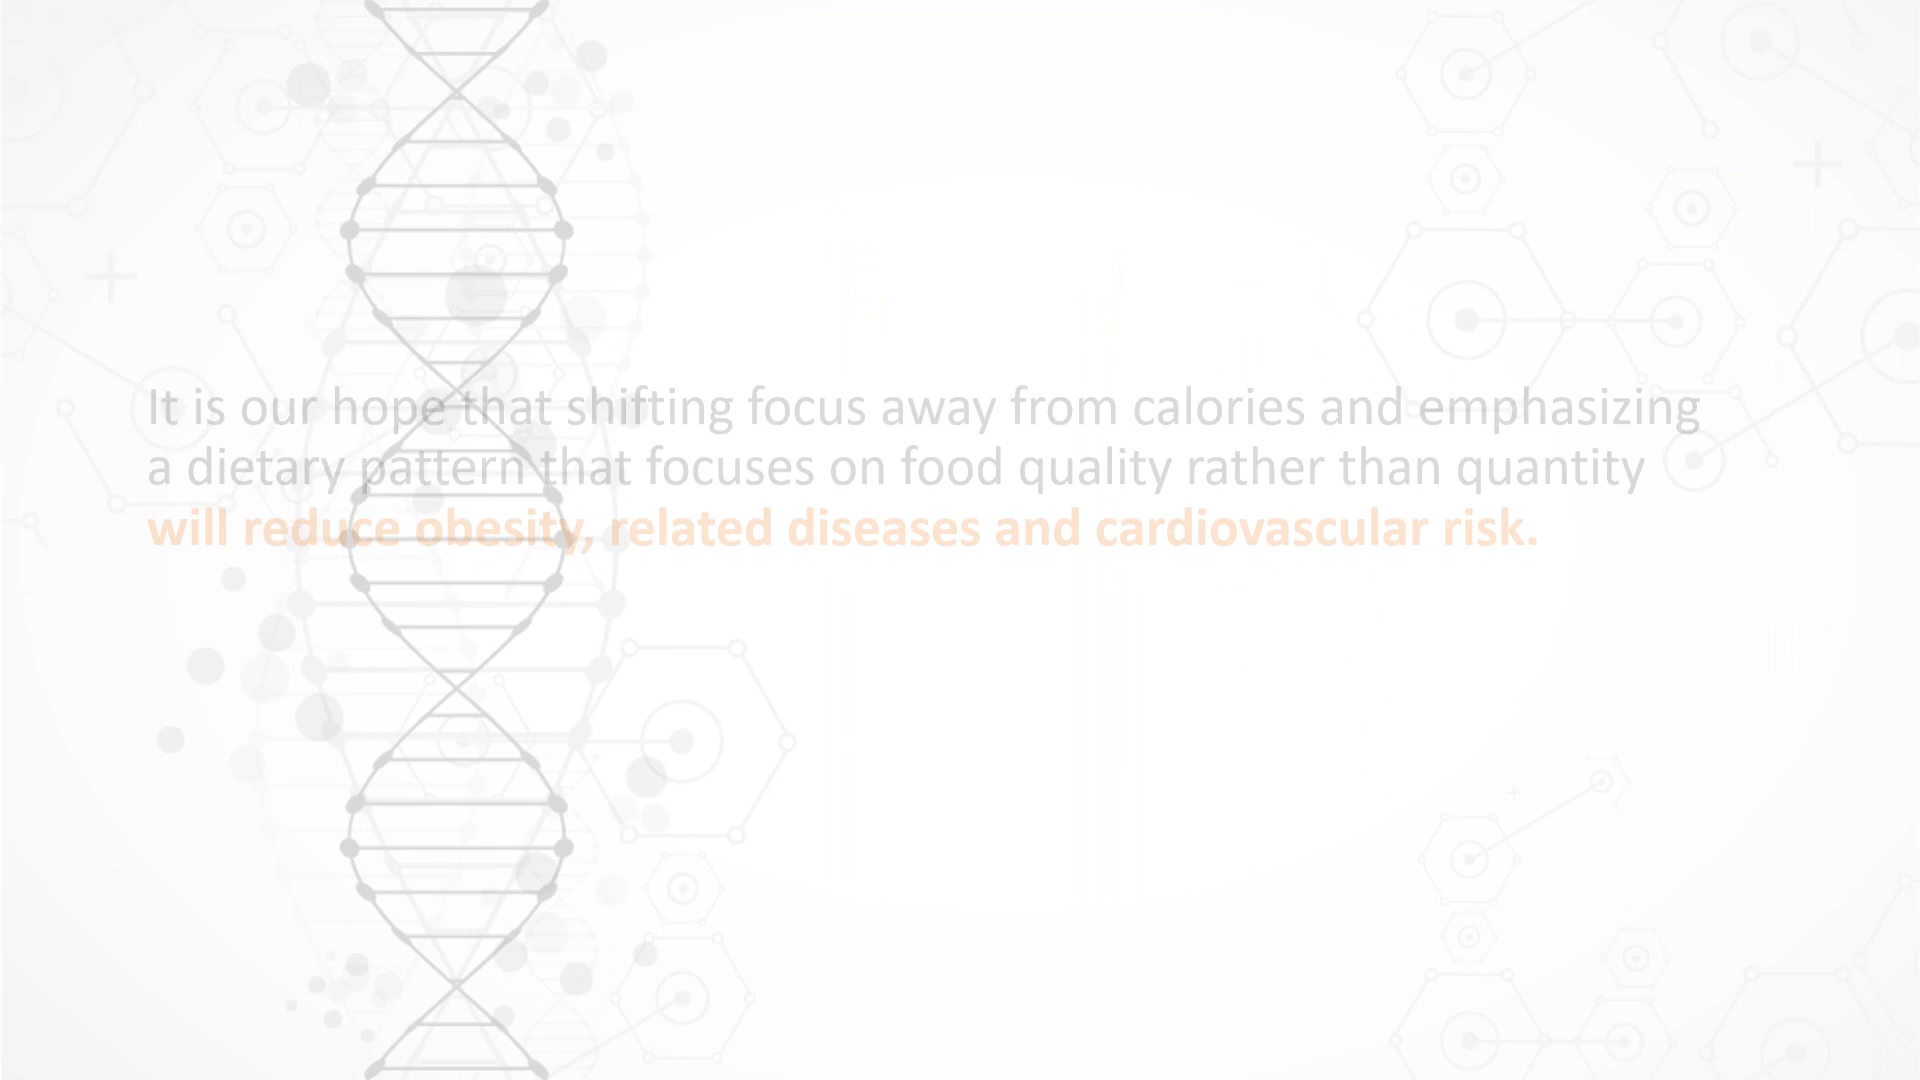 It is our hope that shifting focus away from calories and emphasizing
a dietary pattern that focuses on food quality rather than quantity
will reduce obesity, related diseases and cardiovascular risk.